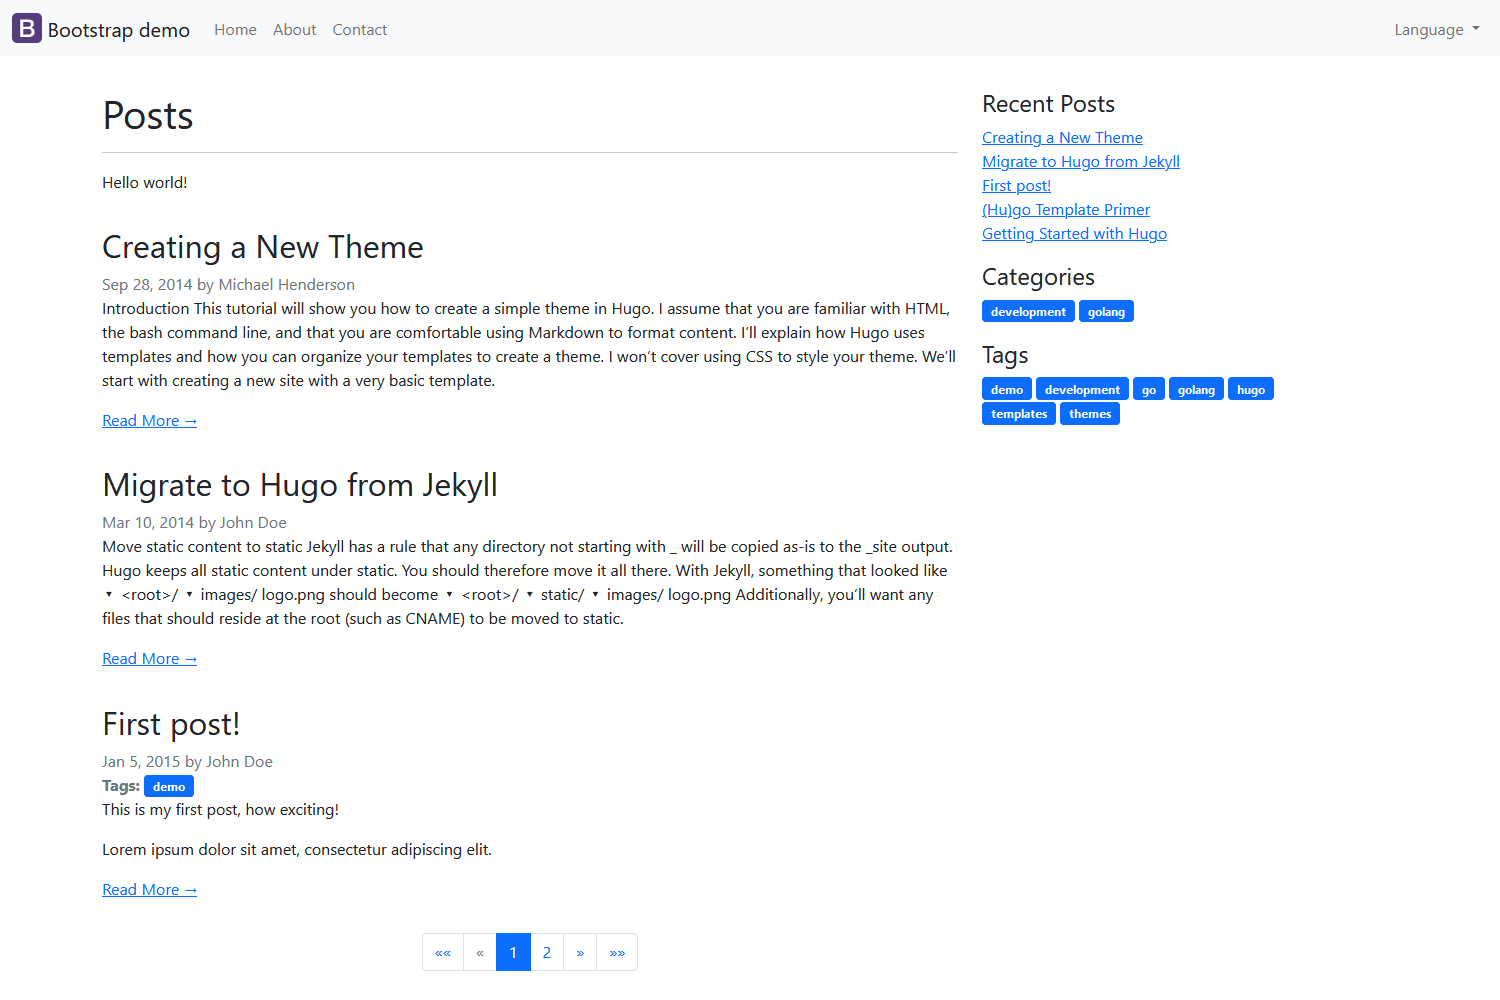 B Bootstrap demo Home About Contact Language
Posts
Hello world!
Creating a New Theme
Sep 28, 2014 by Michael Henderson
Introduction This tutorial will show you how to create a simple theme in Hugo. I assume that you are familiar with HTML,
the bash command line, and that you are comfortable using Markdown to format content. I’ll explain how Hugo uses
templates and how you can organize your templates to create a theme. I won’t cover using CSS to style your theme. We’ll
start with creating a new site with a very basic template.
Read More →
Migrate to Hugo from Jekyll
Mar 10, 2014 by John Doe
Move static content to static Jekyll has a rule that any directory not starting with _ will be copied as-is to the _site output.
Hugo keeps all static content under static. You should therefore move it all there. With Jekyll, something that looked like
▾ <root>/ ▾ images/ logo.png should become ▾ <root>/ ▾ static/ ▾ images/ logo.png Additionally, you’ll want any
files that should reside at the root (such as CNAME) to be moved to static.
Read More →
First post!
Jan 5, 2015 by John Doe
Tags: demo
This is my first post, how exciting!
Lorem ipsum dolor sit amet, consectetur adipiscing elit.
Read More →
«« « 1 2 » »»
Recent Posts
Creating a New Theme
Migrate to Hugo from Jekyll
First post!
(Hu)go Template Primer
Getting Started with Hugo
Categories
development golang
Tags
demo development go golang hugo
templates themes